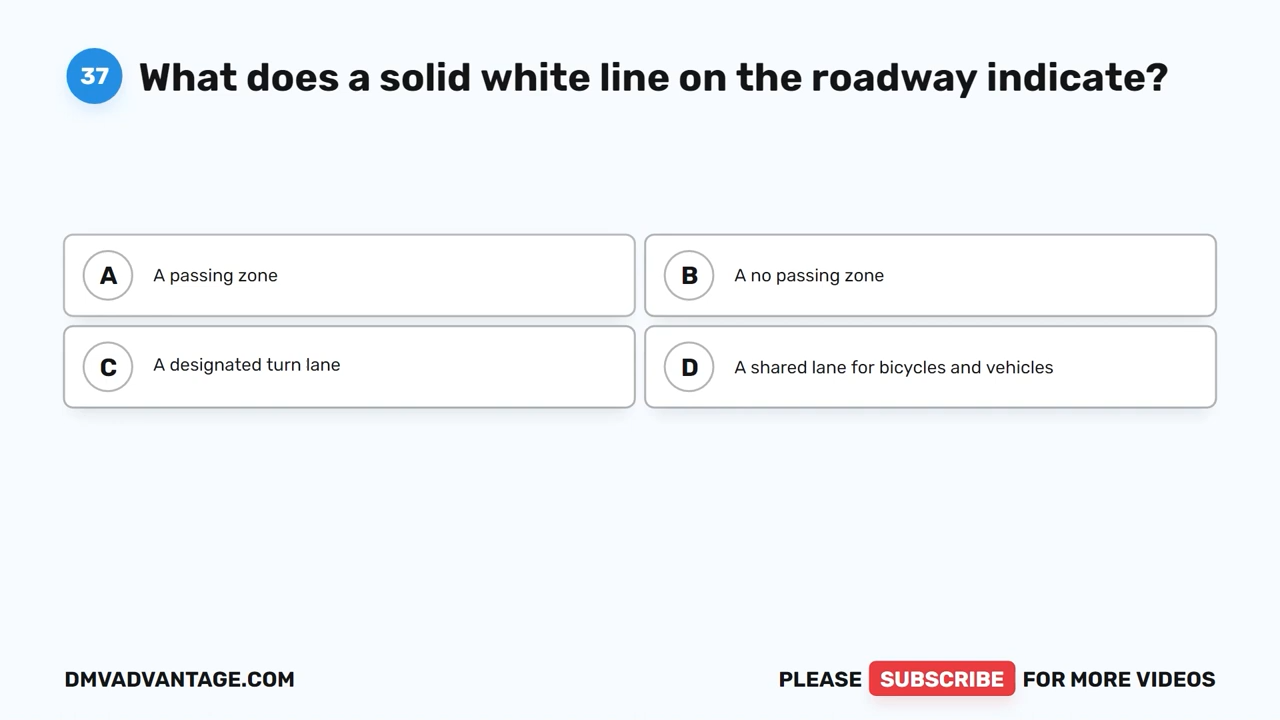 37 What does a solid white line on the roadway indicate?
A A passing zone
B A no passing zone
C A designated turn lane
D A shared lane for bicycles and vehicles
DMVADVANTAGE.COM
PLEASE SUBSCRIBE FOR MORE VIDEOS